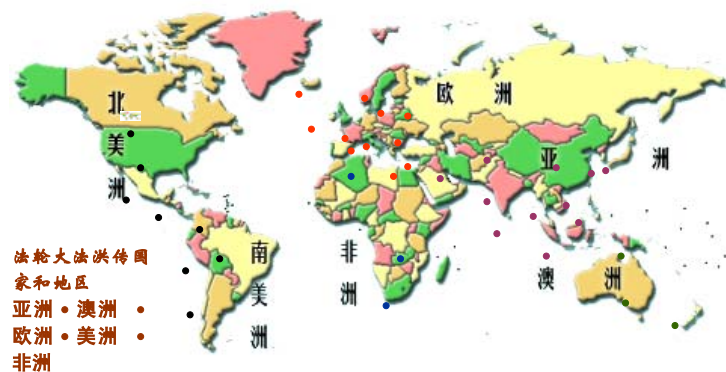 北
美
洲
欧 洲
亚 洲
非
洲
南
美
洲
澳 洲
法轮大法洪传国
家和地区
亚洲•澳洲 •
欧洲•美洲 •
非洲